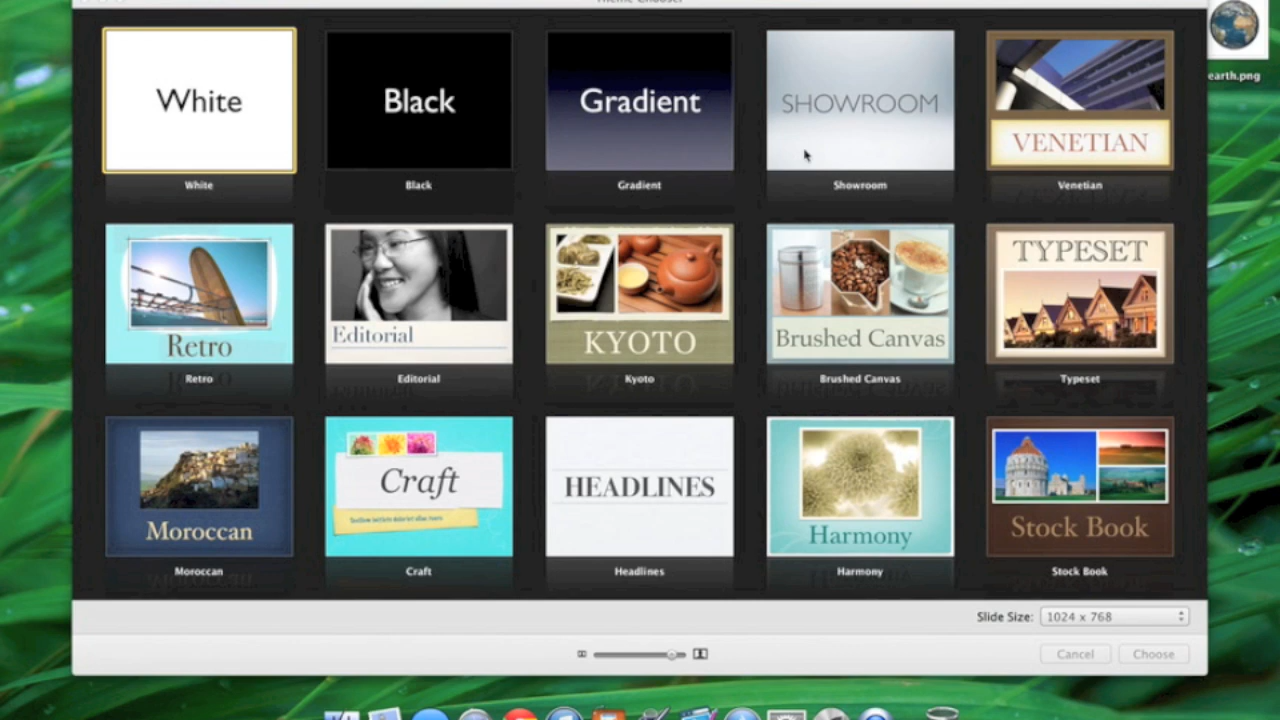 Theme Chooser
earth.png
White
Black
Gradient
SHOWROOM
VENETIAN
White
Black
Gradient
Showroom
Venetian
Retro
Editorial
KYOTO
Brushed Canvas
TYPESET
Retro
Editorial
Kyoto
Brushed Canvas
Typeset
Moroccan
Craft
HEADLINES
Harmony
Stock Book
Moroccan
Craft
Headlines
Harmony
Stock Book
Slide Size: 1024 x 768
Cancel
Choose